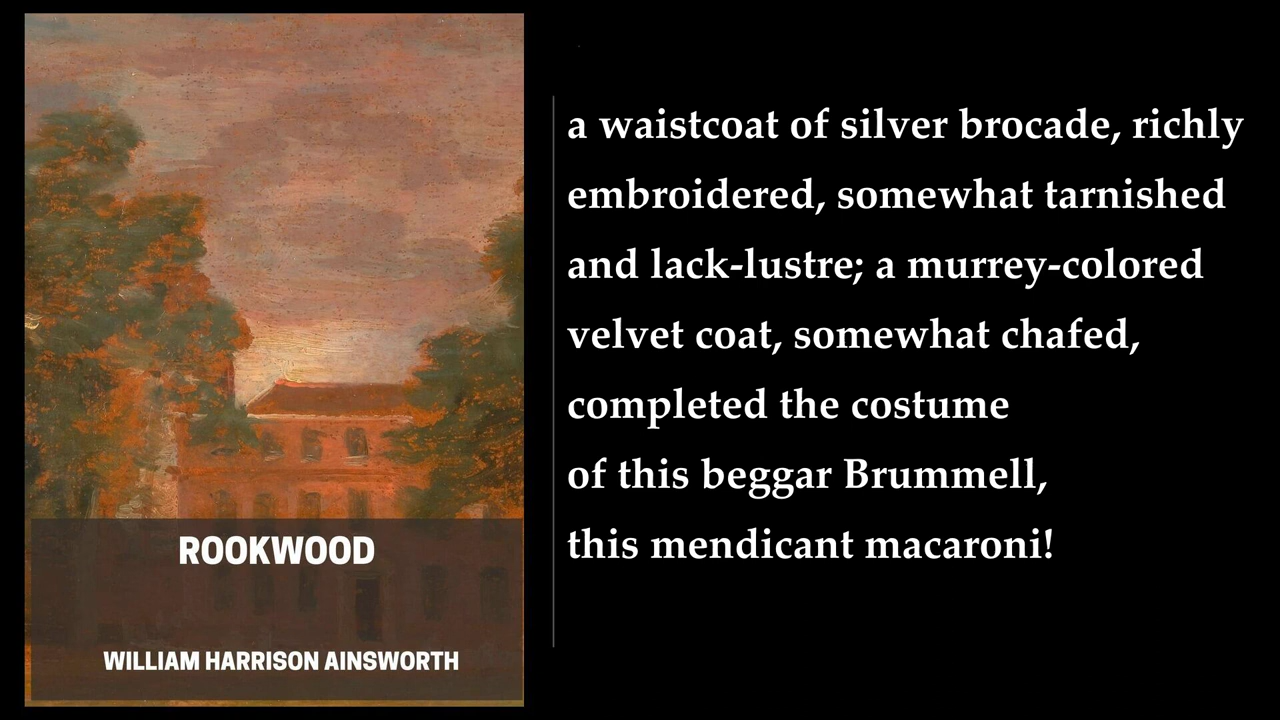 ROOKWOOD
WILLIAM HARRISON AINSWORTH
a waistcoat of silver brocade, richly
embroidered, somewhat tarnished
and lack-lustre; a murrey-colored
velvet coat, somewhat chafed,
completed the costume
of this beggar Brummell,
this mendicant macaroni!